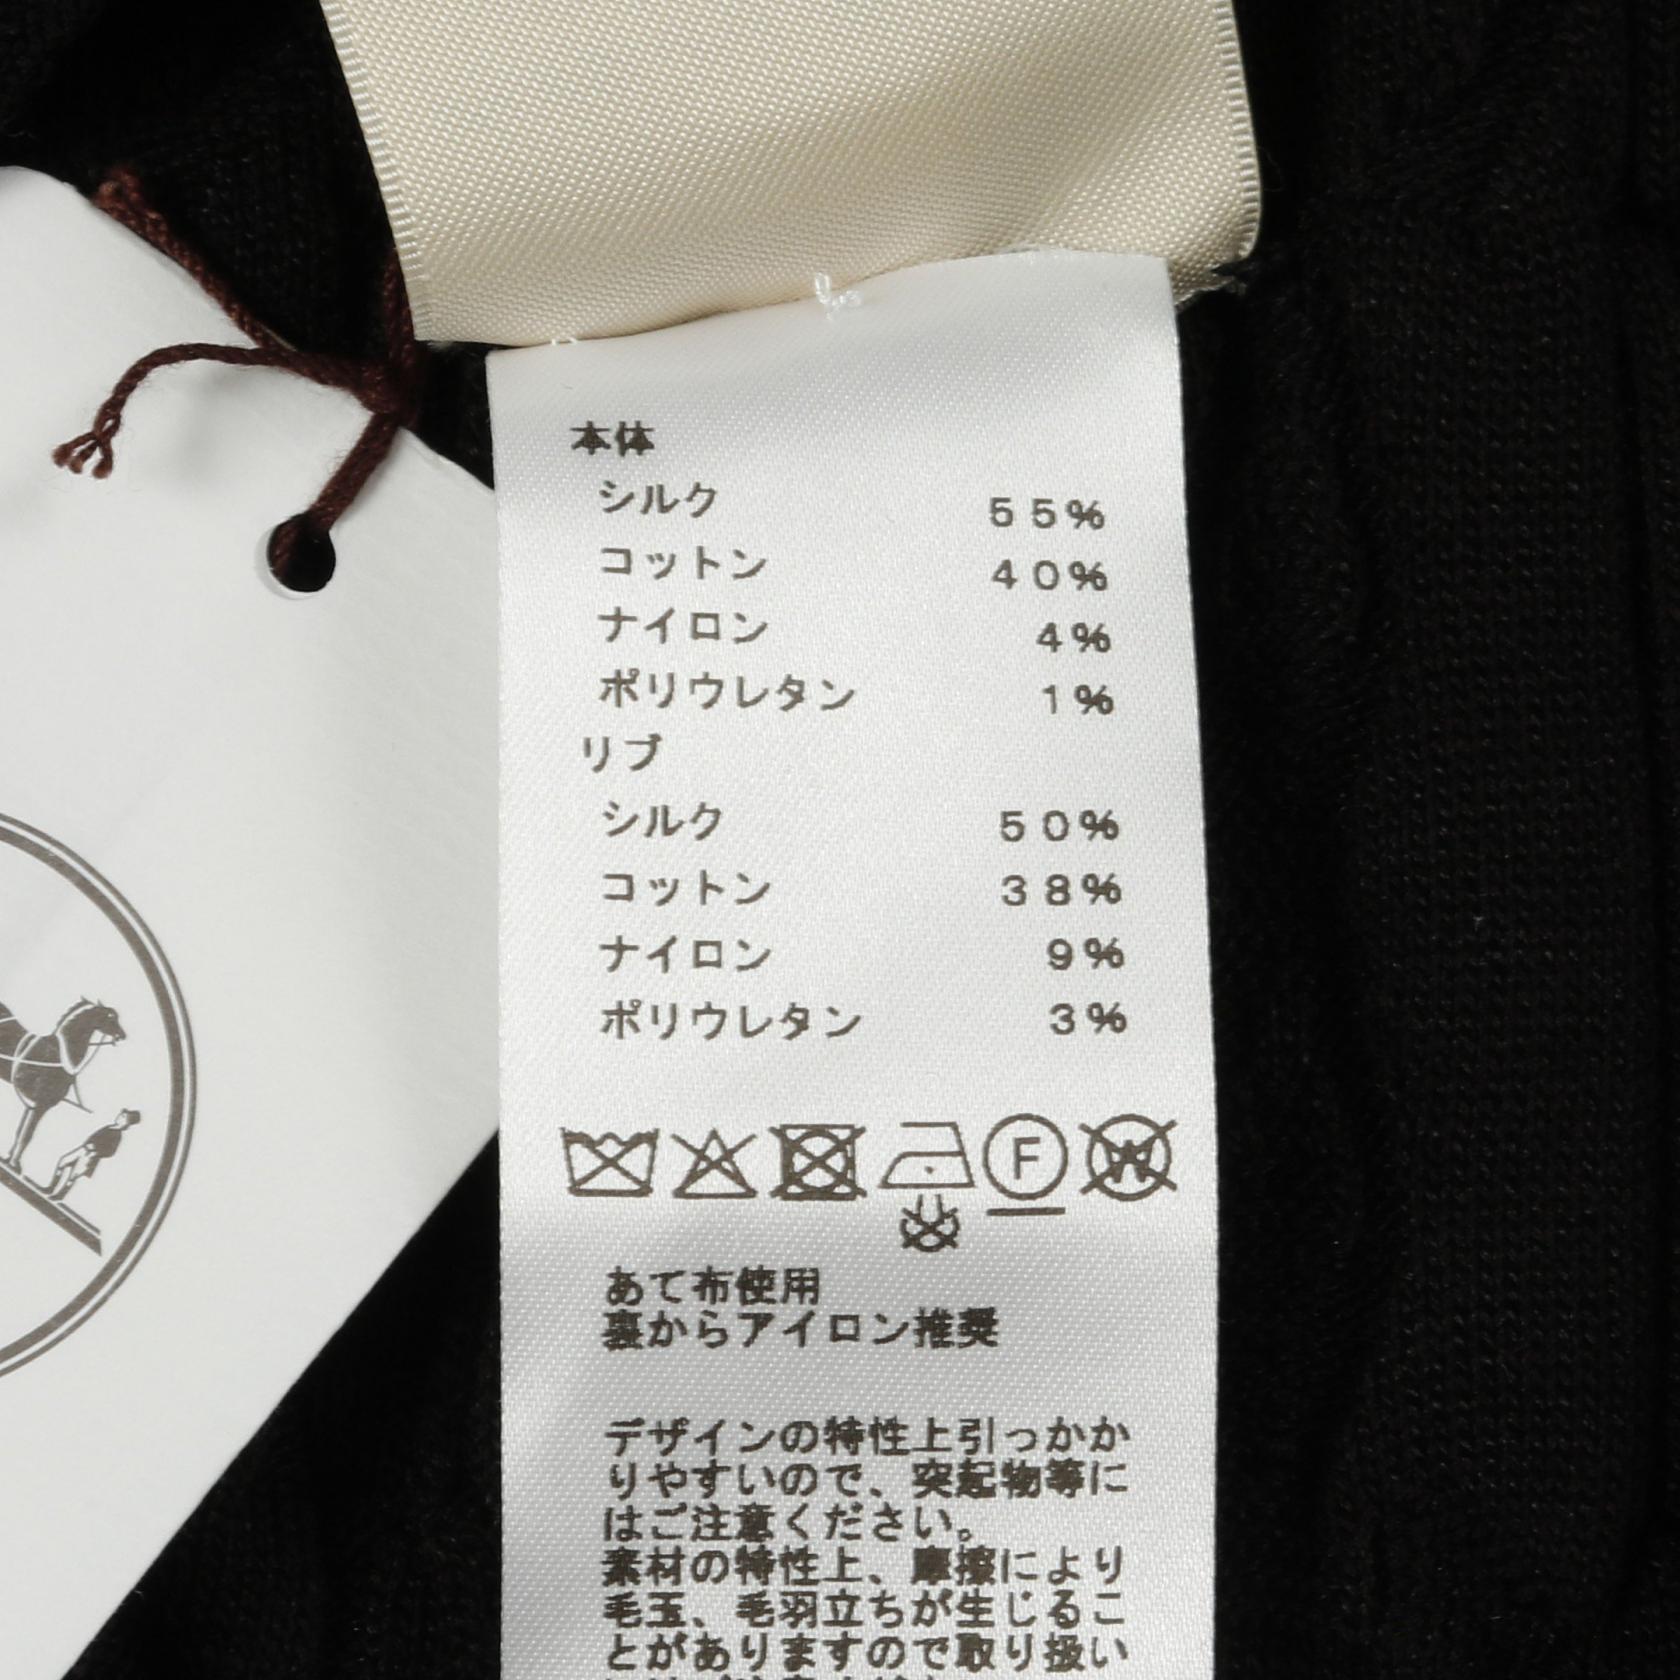 本体
シルク 55%
コットン 40%
ナイロン 4%
ポリウレタン 1%
リブ
シルク 50%
コットン 38%
ナイロン 9%
ポリウレタン 3%
F W
あて布使用
裏からアイロン推奨
デザインの特性上引っかか
りやすいので、突起物等に
はご注意ください。
素材の特性上、摩擦により
毛玉、毛羽立ちが生じるこ
とがありますので取り扱い